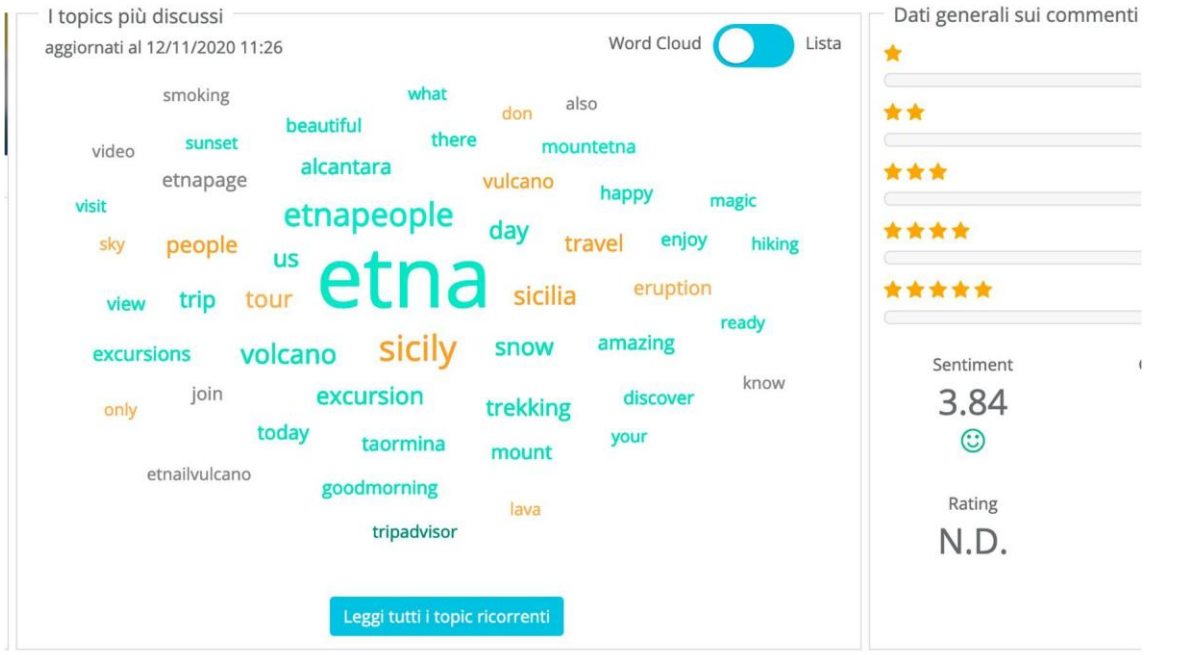 I topics più discussi
aggiornati al 12/11/2020 11:26
Word Cloud
Lista
smoking
what
don
also
beautiful
there
video
sunset
mountetna
alcantara
etnapage
vulcano
happy
magic
visit
etnapeople
day
sky
people
us
travel
enjoy
hiking
etna
view
trip
tour
sicilia
eruption
ready
excursions
volcano
sicily
snow
amazing
know
only
join
excursion
trekking
discover
today
taormina
mount
your
etnailvulcano
goodmorning
lava
tripadvisor
Leggi tutti i topic ricorrenti
Dati generali sui commenti
Sentiment
3.84
Rating
N.D.